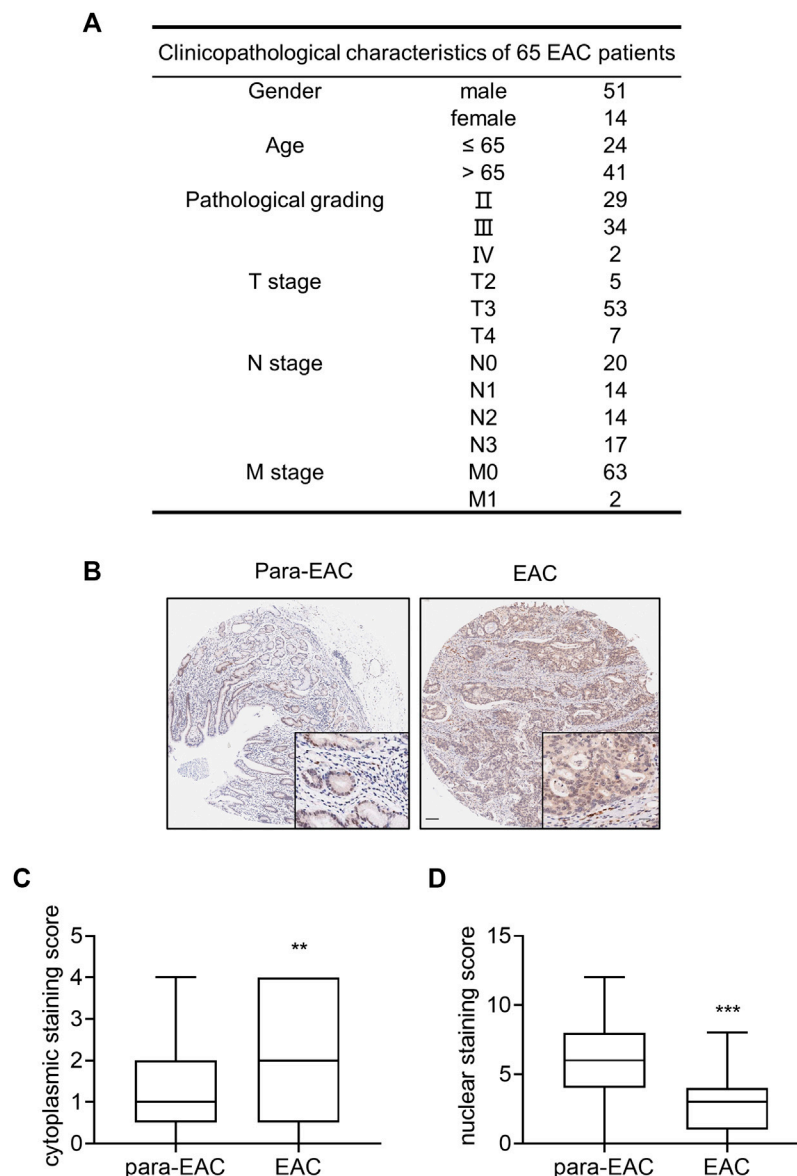 A
Clinicopathological characteristics of 65 EAC patients
Gender male 51
female 14
Age ≤ 65 24
> 65 41
Pathological grading Ⅱ 29
Ⅲ 34
Ⅳ 2
T stage T2 5
T3 53
T4 7
N stage N0 20
N1 14
N2 14
N3 17
M stage M0 63
M1 2
B
Para-EAC EAC
C
cytoplasmic staining score
5
4
3
2
1
0
**
para-EAC EAC
D
nuclear staining score
15
10
5
0
***
para-EAC EAC